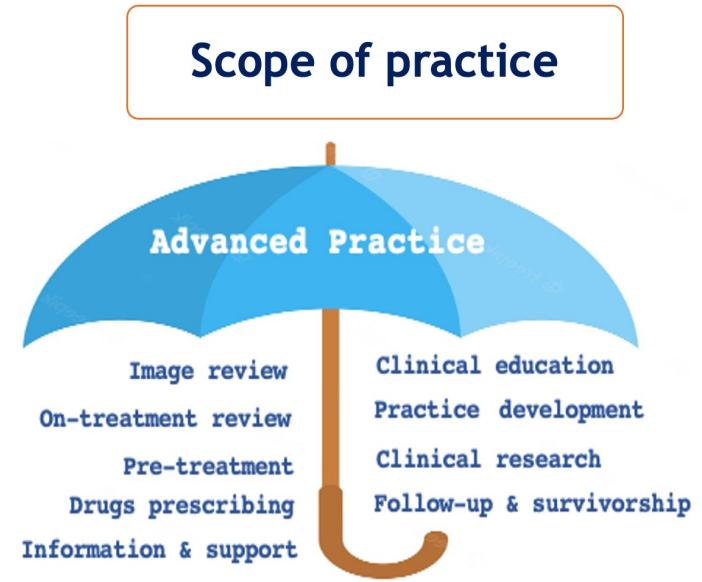 Scope of practice
Advanced Practice
Image review
On-treatment review
Pre-treatment
Drugs prescribing
Information & support
Clinical education
Practice development
Clinical research
Follow-up & survivorship